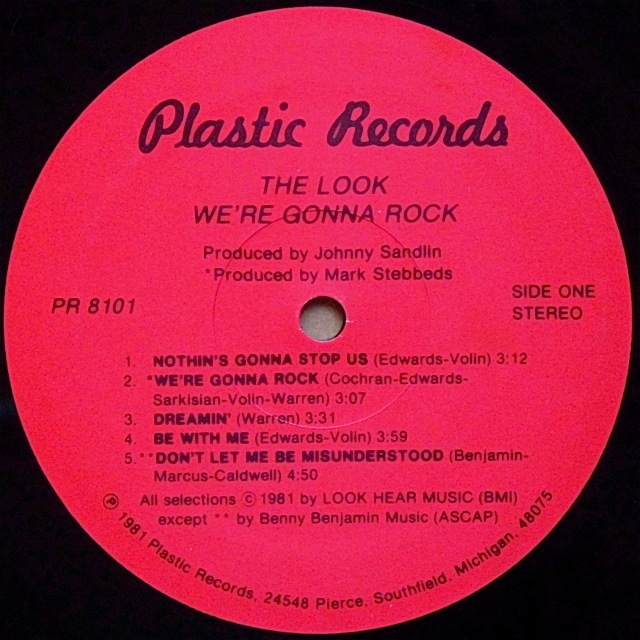 Plastic Records
THE LOOK
WE'RE GONNA ROCK
Produced by Johnny Sandlin
*Produced by Mark Stebbeds
PR 8101
SIDE ONE
STEREO
1. NOTHIN'S GONNA STOP US (Edwards-Volin) 3:12
2. *WE'RE GONNA ROCK (Cochran-Edwards-
Sarkisian-Volin-Warren) 3:07
3. DREAMIN' (Warren) 3:31
4. BE WITH ME (Edwards-Volin) 3:59
5.**DON'T LET ME BE MISUNDERSTOOD (Benjamin-
Marcus-Caldwell) 4:50
All selections ©1981 by LOOK HEAR MUSIC (BMI)
except ** by Benny Benjamin Music (ASCAP)
℗ 1981 Plastic Records, 24548 Pierce, Southfield, Michigan, 48075